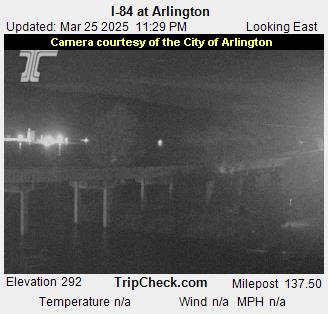 I-84 at Arlington
Updated: Mar 25 2025 11:29 PM Looking East
Camera courtesy of the City of Arlington
Elevation 292 TripCheck.com Milepost 137.50
Temperature n/a Wind n/a MPH n/a